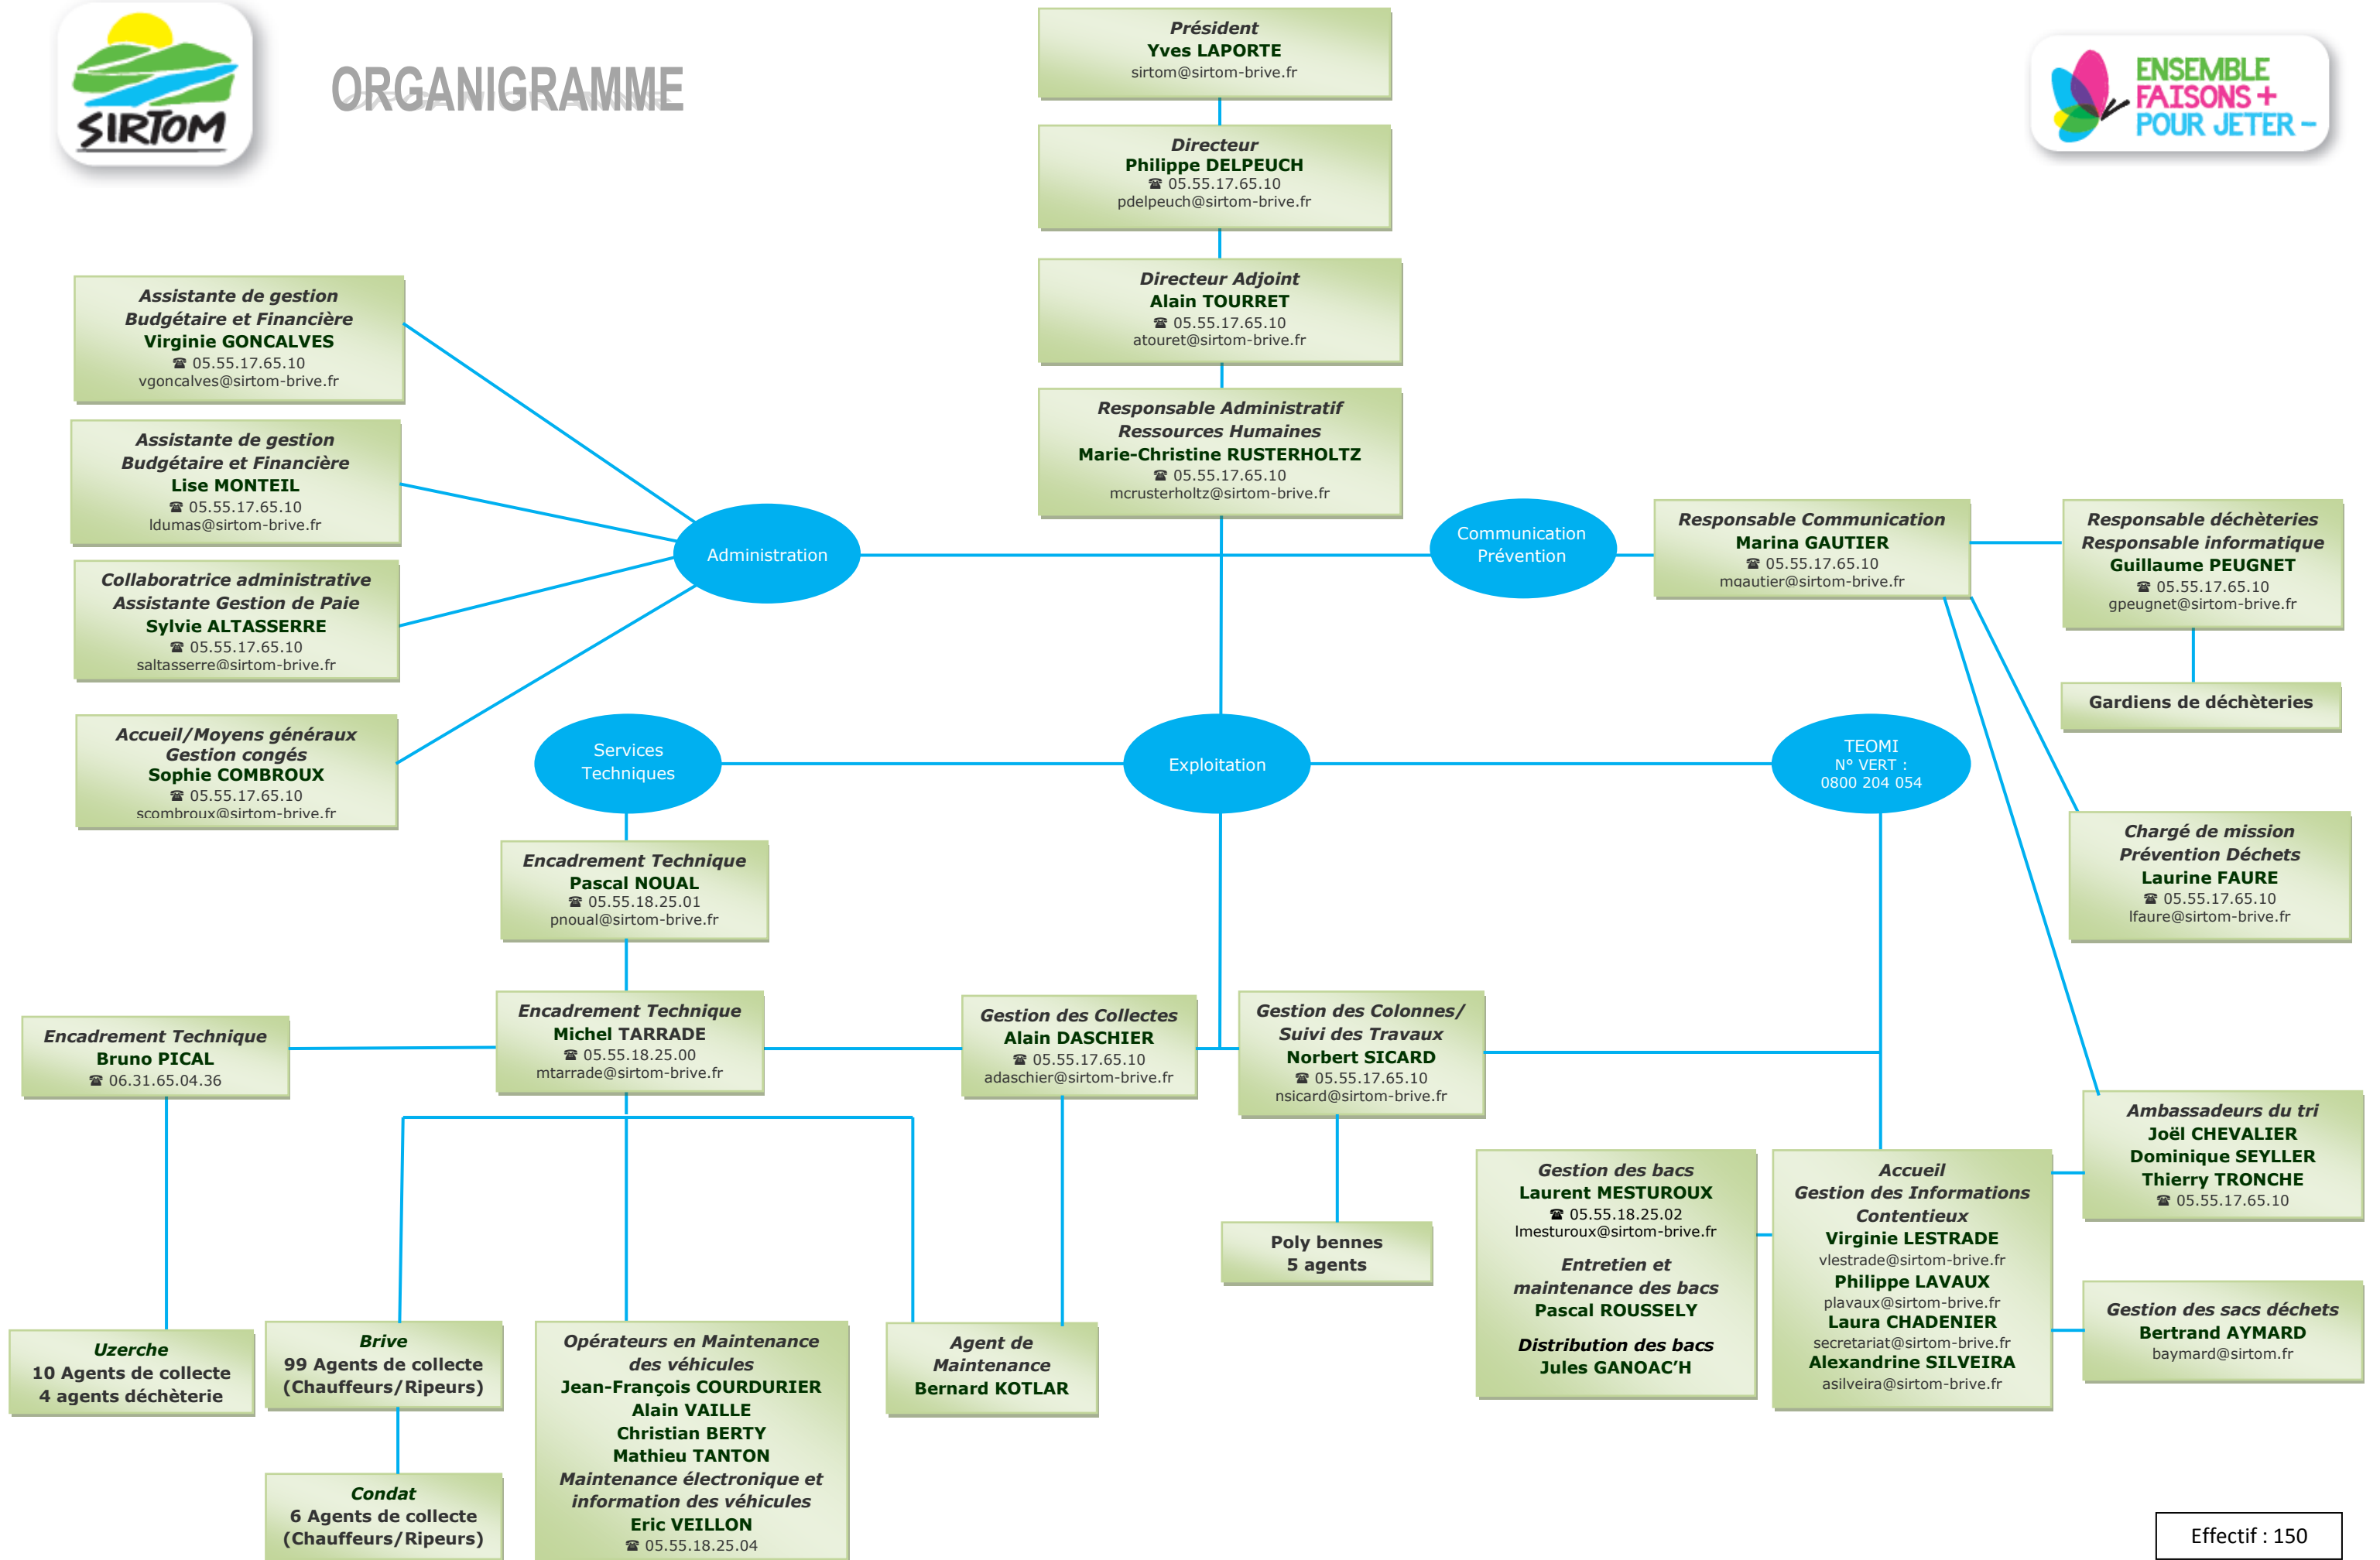 SIRTOM
ORGANIGRAMME
Président
Yves LAPORTE
sirtom@sirtom-brive.fr
ENSEMBLE
FAISONS +
POUR JETER -
Directeur
Philippe DELPEUCH
☎ 05.55.17.65.10
pdelpeuch@sirtom-brive.fr
Directeur Adjoint
Alain TOURRET
☎ 05.55.17.65.10
atouret@sirtom-brive.fr
Responsable Administratif
Ressources Humaines
Marie-Christine RUSTERHOLTZ
☎ 05.55.17.65.10
mcrusterholtz@sirtom-brive.fr
Assistante de gestion
Budgétaire et Financière
Virginie GONCALVES
☎ 05.55.17.65.10
vgoncalves@sirtom-brive.fr
Assistante de gestion
Budgétaire et Financière
Lise MONTEIL
☎ 05.55.17.65.10
ldumas@sirtom-brive.fr
Collaboratrice administrative
Assistante Gestion de Paie
Sylvie ALTASSERRE
☎ 05.55.17.65.10
saltasserre@sirtom-brive.fr
Accueil/Moyens généraux
Gestion congés
Sophie COMBROUX
☎ 05.55.17.65.10
scombroux@sirtom-brive.fr
Administration
Communication
Prévention
Responsable Communication
Marina GAUTIER
☎ 05.55.17.65.10
mgautier@sirtom-brive.fr
Responsable déchèteries
Responsable informatique
Guillaume PEUGNET
☎ 05.55.17.65.10
gpeugnet@sirtom-brive.fr
Gardiens de déchèteries
Services
Techniques
Exploitation
TEOMI
N° VERT :
0800 204 054
Chargé de mission
Prévention Déchets
Laurine FAURE
☎ 05.55.17.65.10
lfaure@sirtom-brive.fr
Encadrement Technique
Pascal NOUAL
☎ 05.55.18.25.01
pnoual@sirtom-brive.fr
Encadrement Technique
Bruno PICAL
☎ 06.31.65.04.36
Encadrement Technique
Michel TARRADE
☎ 05.55.18.25.00
mtarrade@sirtom-brive.fr
Gestion des Collectes
Alain DASCHIER
☎ 05.55.17.65.10
adaschier@sirtom-brive.fr
Gestion des Colonnes/
Suivi des Travaux
Norbert SICARD
☎ 05.55.17.65.10
nsicard@sirtom-brive.fr
Ambassadeurs du tri
Joël CHEVALIER
Dominique SEYLLER
Thierry TRONCHE
☎ 05.55.17.65.10
Poly bennes
5 agents
Gestion des bacs
Laurent MESTUROUX
☎ 05.55.18.25.02
lmesturoux@sirtom-brive.fr
Entretien et
maintenance des bacs
Pascal ROUSSELY
Distribution des bacs
Jules GANOAC’H
Accueil
Gestion des Informations
Contentieux
Virginie LESTRADE
vlestrade@sirtom-brive.fr
Philippe LAVAUX
plavaux@sirtom-brive.fr
Laura CHADENIER
secretariat@sirtom-brive.fr
Alexandrine SILVEIRA
asilveira@sirtom-brive.fr
Gestion des sacs déchets
Bertrand AYMARD
baymard@sirtom.fr
Uzerche
10 Agents de collecte
4 agents déchèterie
Brive
99 Agents de collecte
(Chauffeurs/Ripeurs)
Condat
6 Agents de collecte
(Chauffeurs/Ripeurs)
Opérateurs en Maintenance
des véhicules
Jean-François COURDURIER
Alain VAILLE
Christian BERTY
Mathieu TANTON
Maintenance électronique et
information des véhicules
Eric VEILLON
☎ 05.55.18.25.04
Agent de
Maintenance
Bernard KOTLAR
Effectif : 150